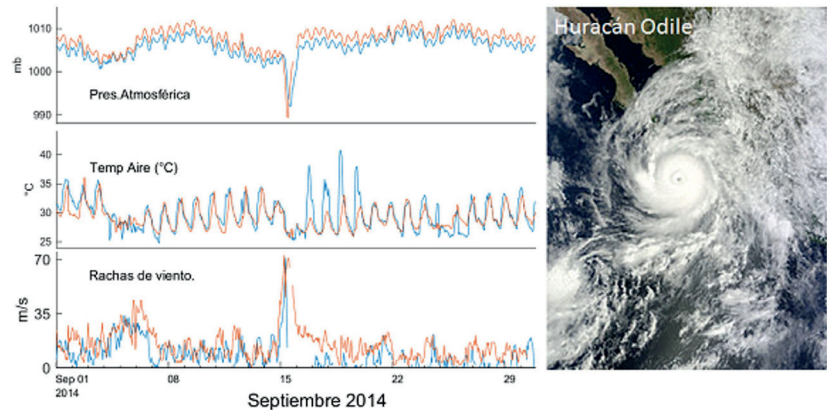 1010
1000
990
mb
Pres.Atmosférica
40
35
30
25
°C
Temp Aire (°C)
70
35
0
m/s
Rachas de viento.
Sep 01
2014
08
15
22
29
Septiembre 2014
Huracán Odile